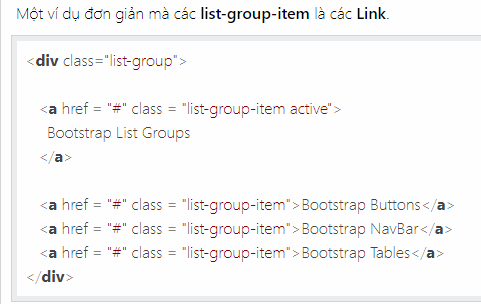 Một ví dụ đơn giản mà các list-group-item là các Link.
<div class="list-group">
<a href = "#" class = "list-group-item active">
Bootstrap List Groups
</a>
<a href = "#" class = "list-group-item">Bootstrap Buttons</a>
<a href = "#" class = "list-group-item">Bootstrap NavBar</a>
<a href = "#" class = "list-group-item">Bootstrap Tables</a>
</div>